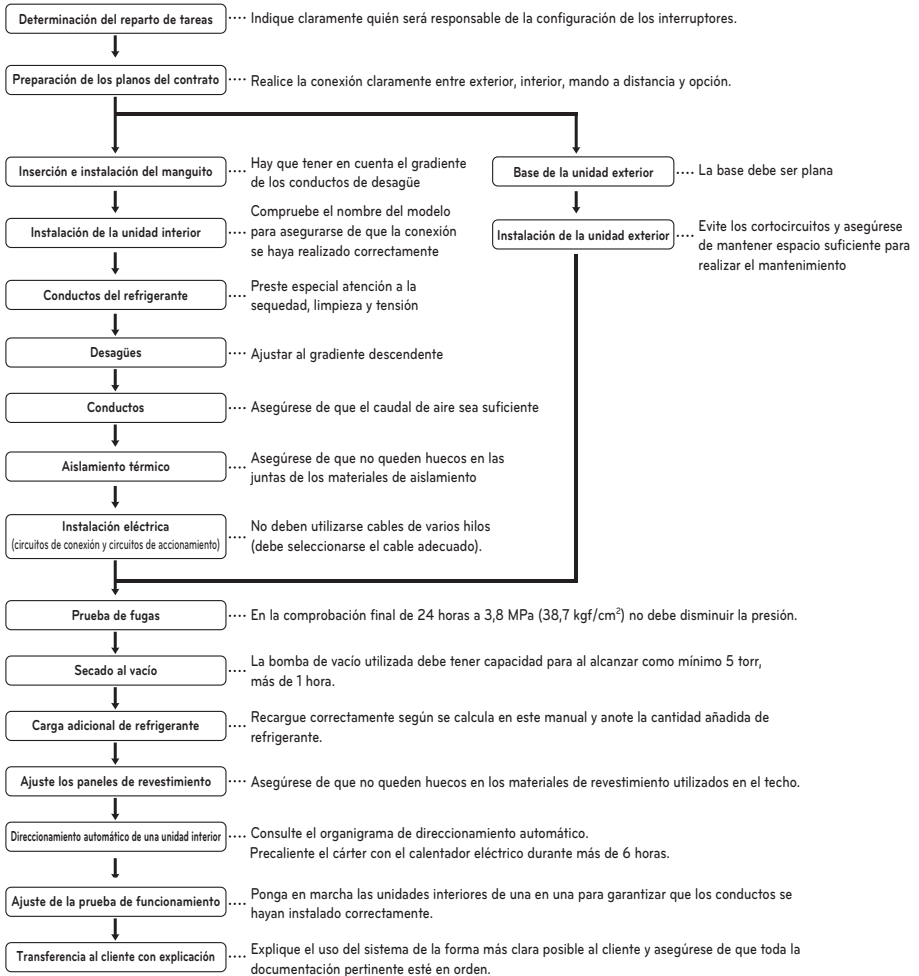 Determinación del reparto de tareas
···· Indique claramente quién será responsable de la configuración de los interruptores.
Preparación de los planos del contrato
···· Realice la conexión claramente entre exterior, interior, mando a distancia y opción.
Inserción e instalación del manguito
···· Hay que tener en cuenta el gradiente
de los conductos de desagüe
Base de la unidad exterior
···· La base debe ser plana
Instalación de la unidad interior
Compruebe el nombre del modelo
···· para asegurarse de que la conexión
se haya realizado correctamente
Instalación de la unidad exterior
···· Evite los cortocircuitos y asegúrese
de mantener espacio suficiente para
realizar el mantenimiento
Conductos del refrigerante
···· Preste especial atención a la
sequedad, limpieza y tensión
Desagües
···· Ajustar al gradiente descendente
Conductos
···· Asegúrese de que el caudal de aire sea suficiente
Aislamiento térmico
···· Asegúrese de que no queden huecos en las
juntas de los materiales de aislamiento
Instalación eléctrica
(circuitos de conexión y circuitos de accionamiento)
···· No deben utilizarse cables de varios hilos
(debe seleccionarse el cable adecuado).
Prueba de fugas
···· En la comprobación final de 24 horas a 3,8 MPa (38,7 kgf/cm²) no debe disminuir la presión.
Secado al vacío
···· La bomba de vacío utilizada debe tener capacidad para al alcanzar como mínimo 5 torr,
más de 1 hora.
Carga adicional de refrigerante
···· Recargue correctamente según se calcula en este manual y anote la cantidad añadida de
refrigerante.
Ajuste los paneles de revestimiento
···· Asegúrese de que no queden huecos en los materiales de revestimiento utilizados en el techo.
Direccionamiento automático de una unidad interior
···· Consulte el organigrama de direccionamiento automático.
Precaliente el cárter con el calentador eléctrico durante más de 6 horas.
Ajuste de la prueba de funcionamiento
···· Ponga en marcha las unidades interiores de una en una para garantizar que los conductos se
hayan instalado correctamente.
Transferencia al cliente con explicación
···· Explique el uso del sistema de la forma más clara posible al cliente y asegúrese de que toda la
documentación pertinente esté en orden.